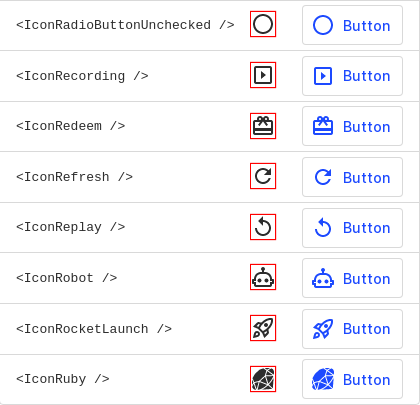 <IconRadioButtonUnchecked /> Button
<IconRecording /> Button
<IconRedeem /> Button
<IconRefresh /> Button
<IconReplay /> Button
<IconRobot /> Button
<IconRocketLaunch /> Button
<IconRuby /> Button